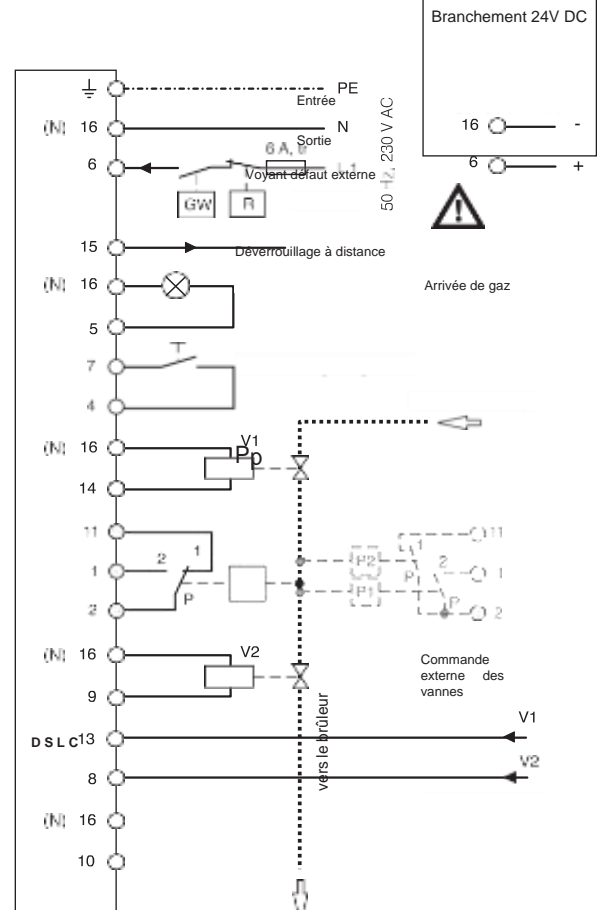 Branchement 24V DC
PE
Entrée
(N) 16
N
16
-
Sortie
6
6 A, tr
L1
Voyant défaut externe
50 Hz, 230 V AC
6
+
GW
R
15
Déverrouillage à distance
(N) 16
Arrivée de gaz
5
7
4
(N) 16
V1
Pp
14
11
1
2
1
P
2
P2
P1
1
2
P
P
11
1
2
(N) 16
V2
9
Commande
externe des
vannes
vers le brûleur
DSLC
13
V1
8
V2
(N) 16
10